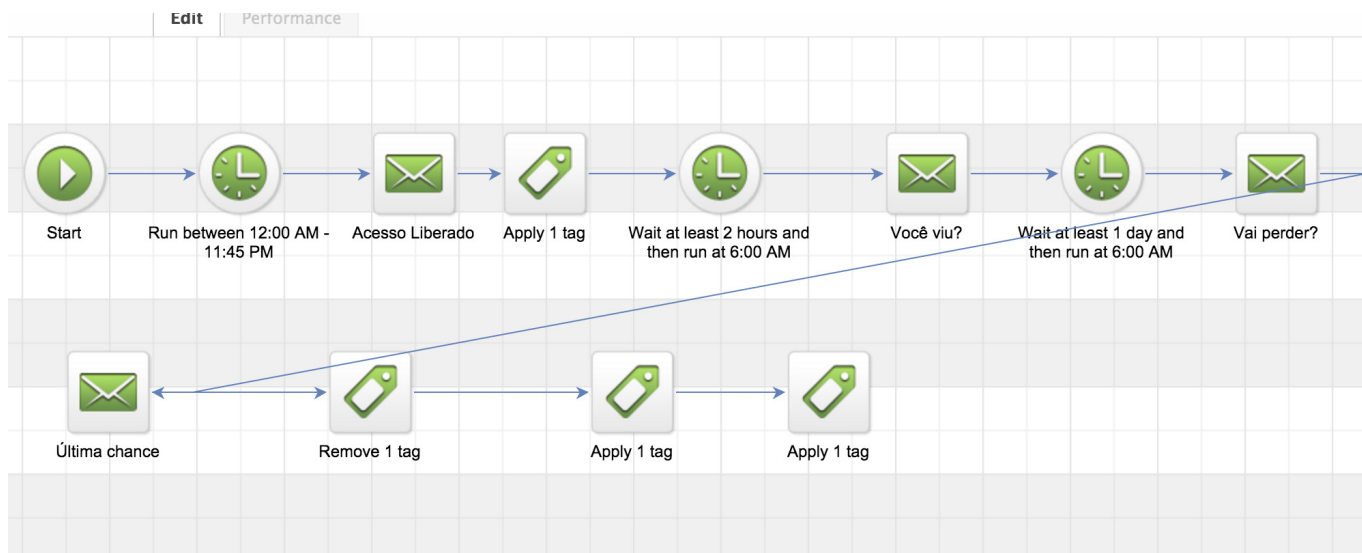 Edit
Performance
Start
Run between 12:00 AM -
11:45 PM
Acesso Liberado
Apply 1 tag
Wait at least 2 hours and
then run at 6:00 AM
Você viu?
Wait at least 1 day and
then run at 6:00 AM
Vai perder?
Última chance
Remove 1 tag
Apply 1 tag
Apply 1 tag